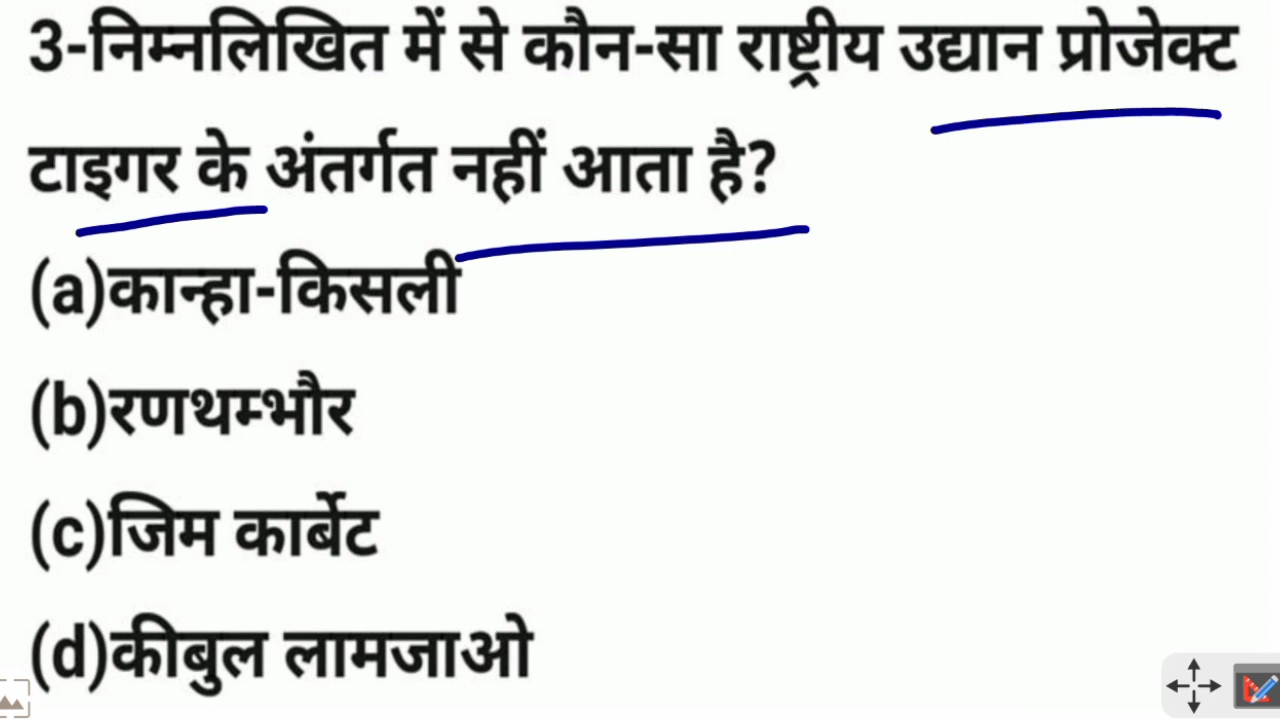 3-निम्नलिखित में से कौन-सा राष्ट्रीय उद्यान प्रोजेक्ट
टाइगर के अंतर्गत नहीं आता है?
(a)कान्हा-किसली
(b)रणथम्भौर
(c)जिम कार्बेट
(d)कीबुल लामजाओ